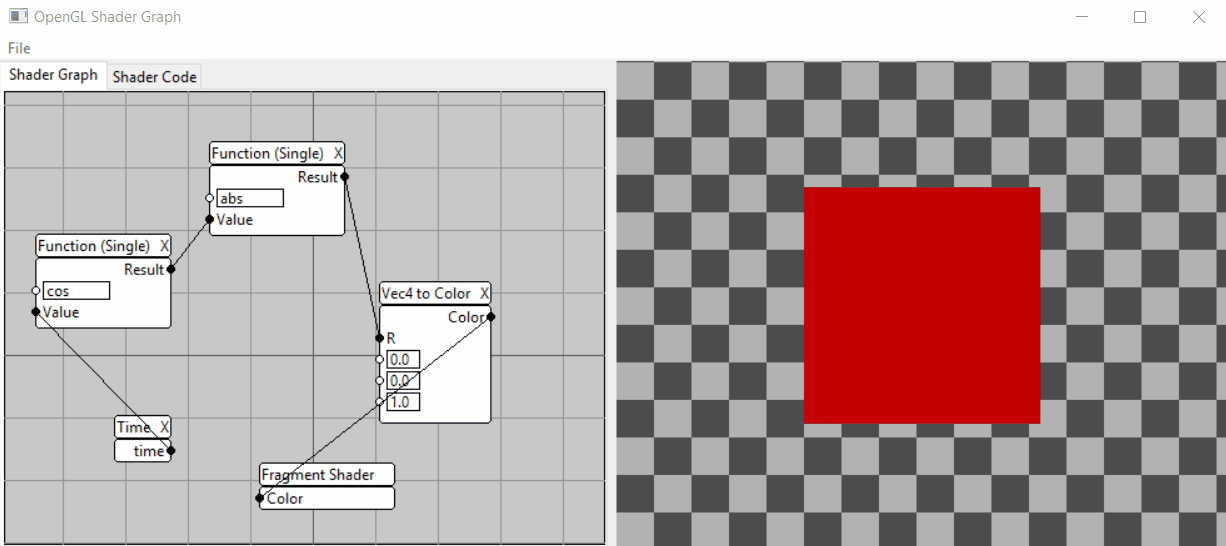 OpenGL Shader Graph
File
Shader Graph
Shader Code
Function (Single) X
Result
abs
Value
Function (Single) X
Result
cos
Value
Vec4 to Color X
Color
R
0.0
0.0
1.0
Time X
time
Fragment Shader
Color